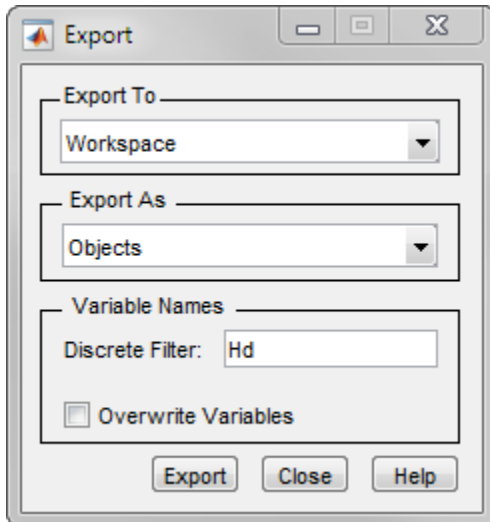 Export
Export To
Workspace
Export As
Objects
Variable Names
Discrete Filter: Hd
Overwrite Variables
Export Close Help